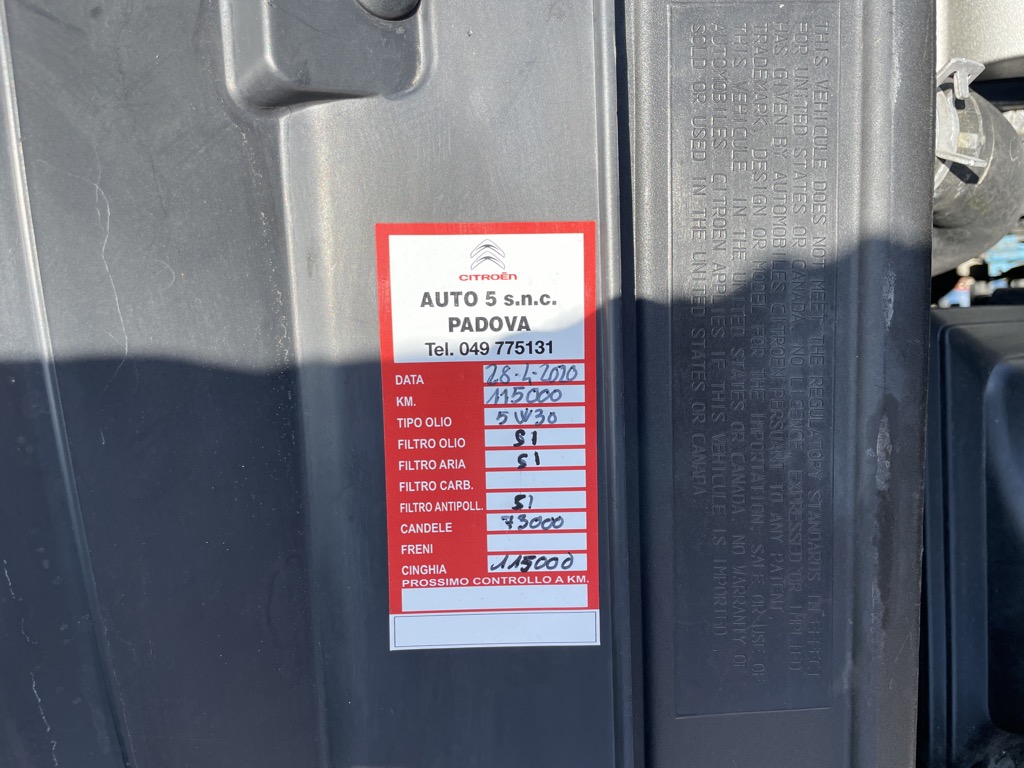 CITROËN
AUTO 5 s.n.c.
PADOVA
Tel. 049 775131
DATA 28-4-2020
KM. 115000
TIPO OLIO 5W30
FILTRO OLIO SI
FILTRO ARIA SI
FILTRO CARB.
FILTRO ANTIPOLL. SI
CANDELE 73000
FRENI
CINGHIA 115000
PROSSIMO CONTROLLO A KM.
THIS VEHICULE DOES NOT MEET THE REGULATORY STANDARTS IN EFFECT
FOR UNITED STATES OR CANADA. NO LICENCE, EXPRESSED OR IMPLIED
HAS GIVEN BY AUTOMOBILES CITROEN PERSUANT TO ANY PATENT,
TRADEMARK, DESIGN OR MODEL FOR THE IMPORTATION, SALE OR USE OF
THIS VEHICULE IN THE UNITED STATES OR CANADA. NO WARRANTY OF
AUTOMOBILES CITROEN APPLIES IF THIS VEHICULE IS IMPORTED
SOLD OR USED IN THE UNITED STATES OR CANADA